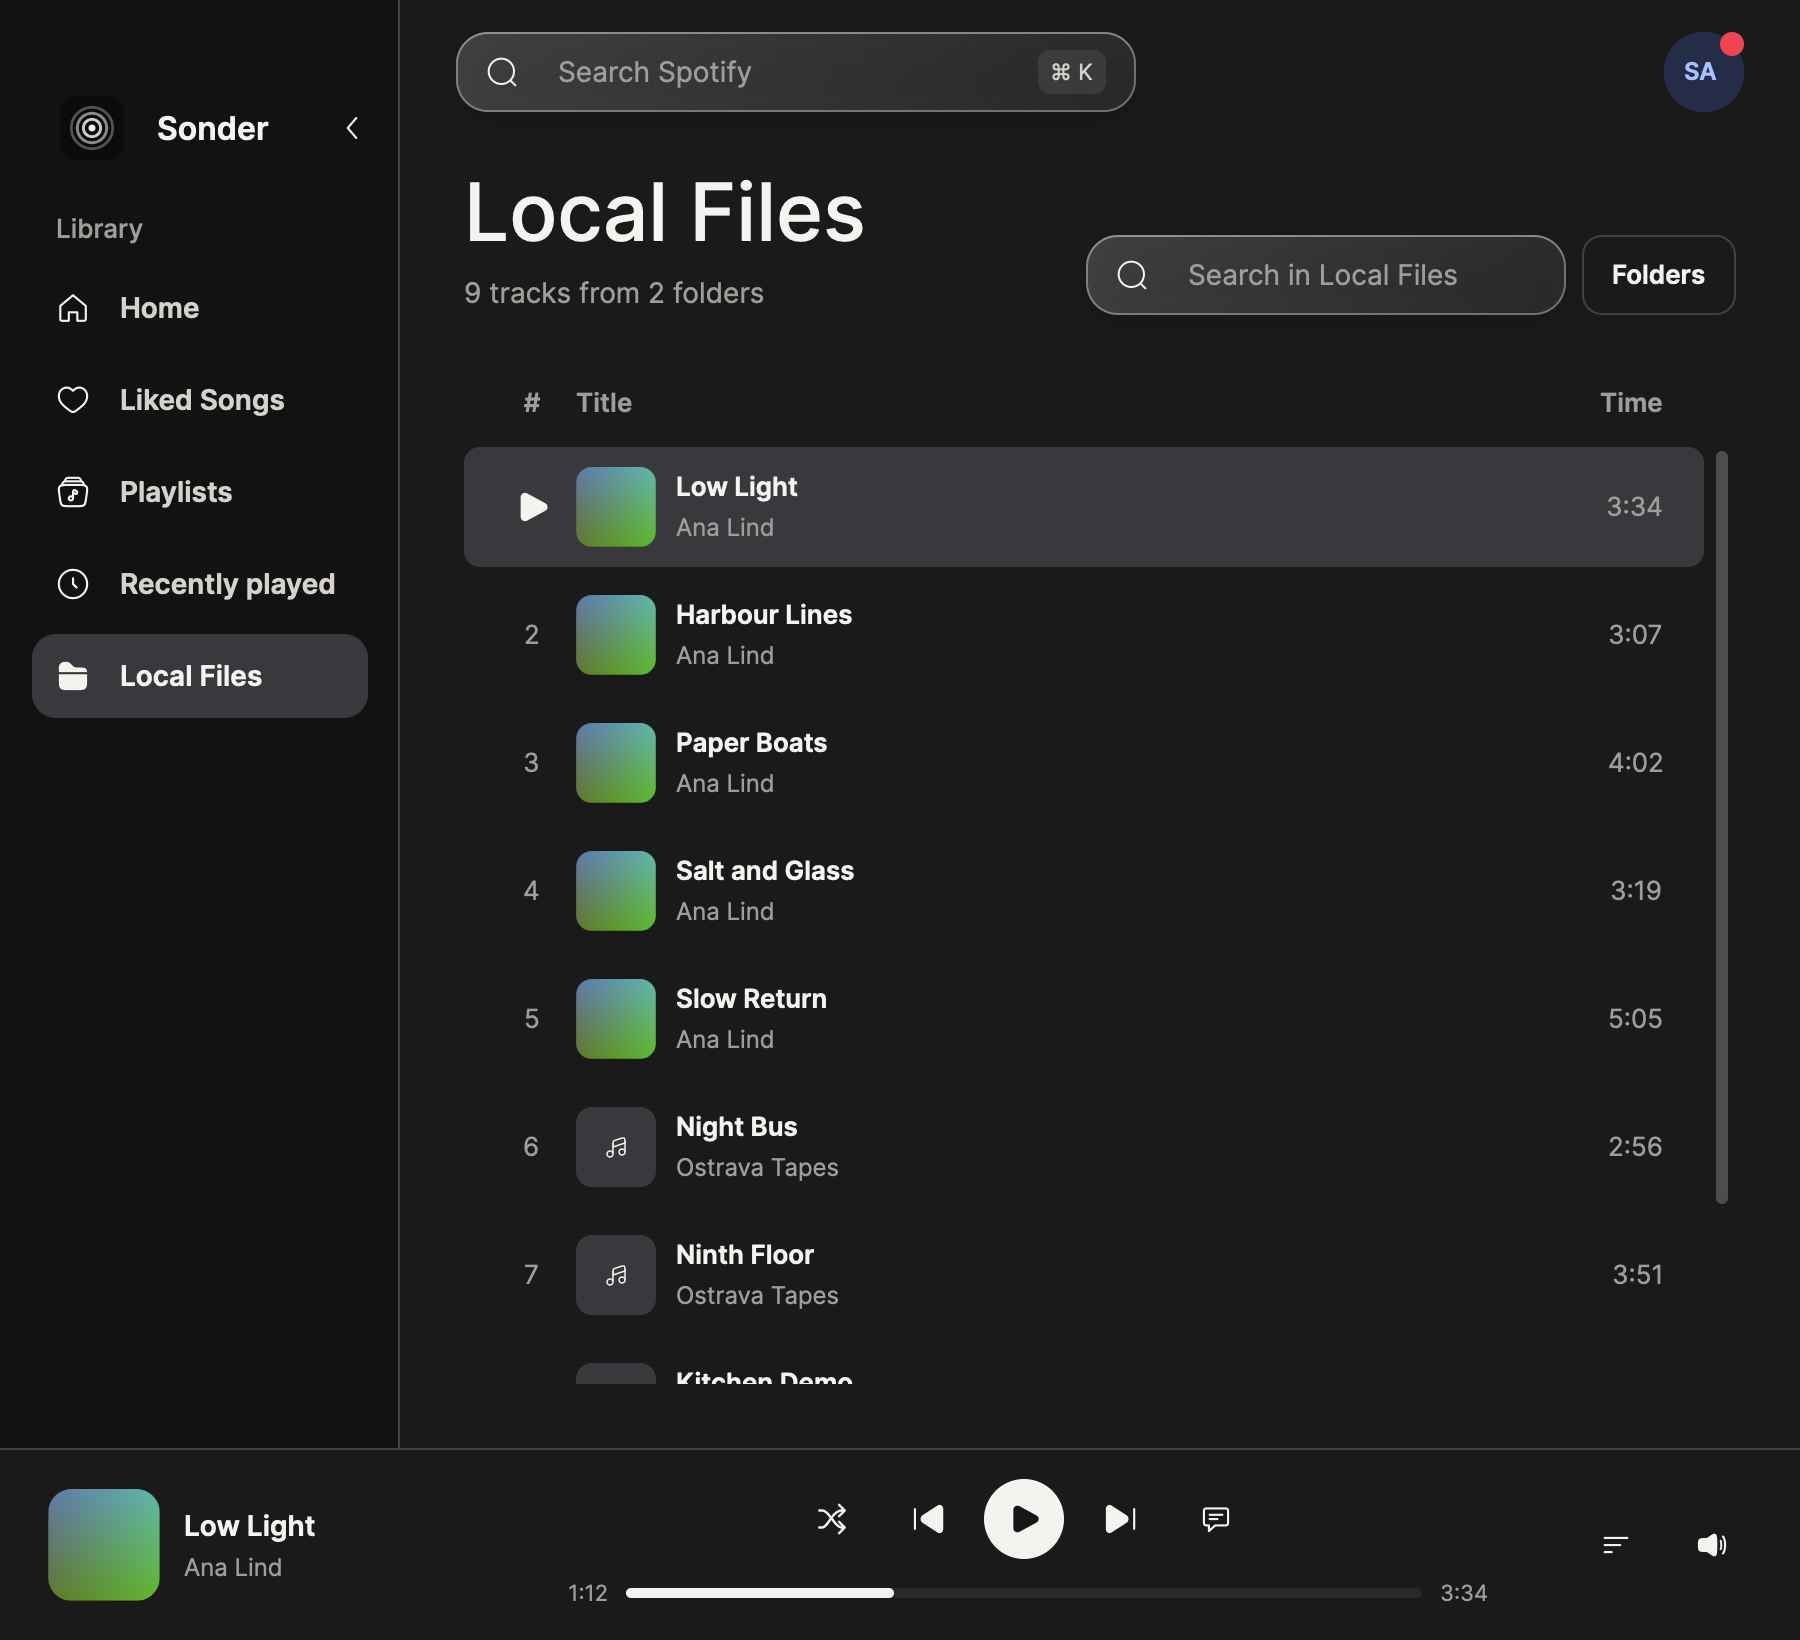 Search Spotify
⌘ K
SA
Sonder
Library
Home
Liked Songs
Playlists
Recently played
Local Files
Local Files
9 tracks from 2 folders
Search in Local Files
Folders
# Title Time
Low Light
Ana Lind
3:34
2
Harbour Lines
Ana Lind
3:07
3
Paper Boats
Ana Lind
4:02
4
Salt and Glass
Ana Lind
3:19
5
Slow Return
Ana Lind
5:05
6
Night Bus
Ostrava Tapes
2:56
7
Ninth Floor
Ostrava Tapes
3:51
Kitchen Demo
Low Light
Ana Lind
1:12
3:34